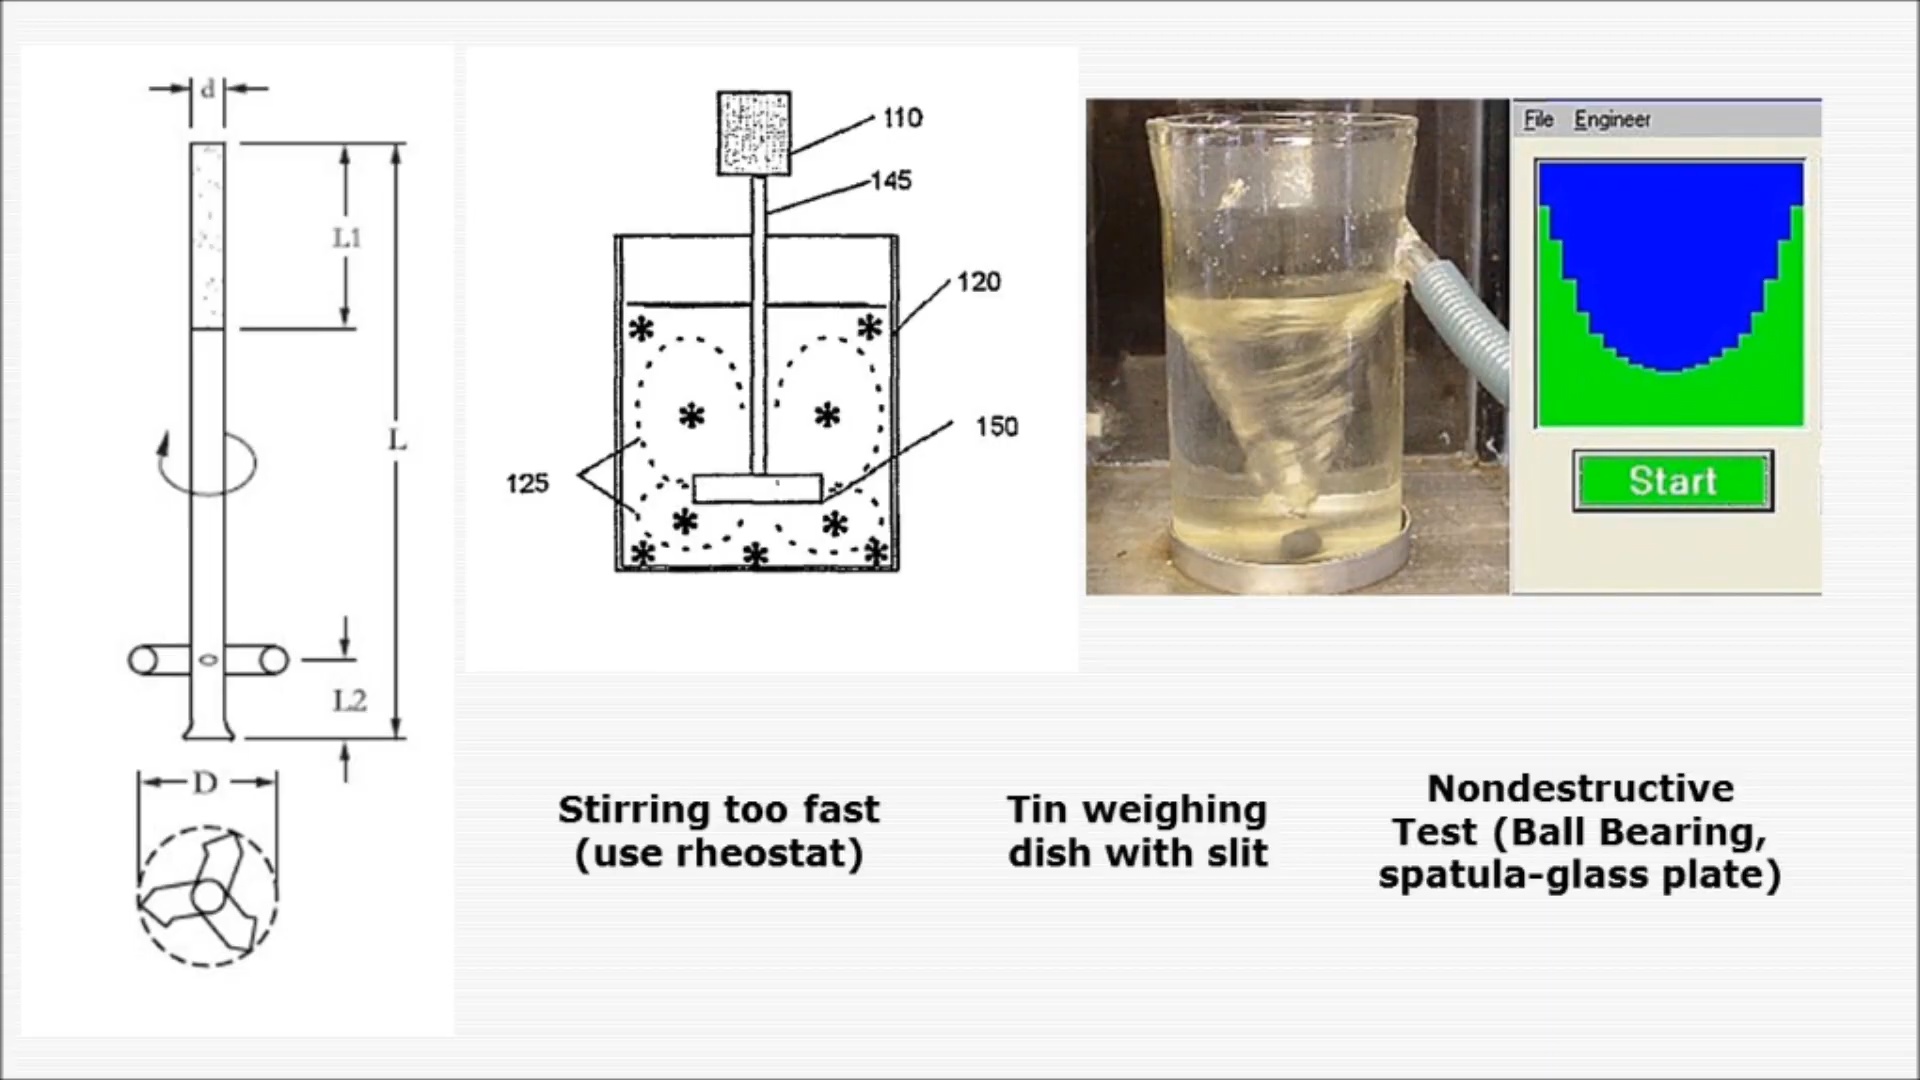 d
L1
L
L2
D
110
145
120
150
125
File Engineer
Start
Stirring too fast
(use rheostat)
Tin weighing
dish with slit
Nondestructive
Test (Ball Bearing,
spatula-glass plate)